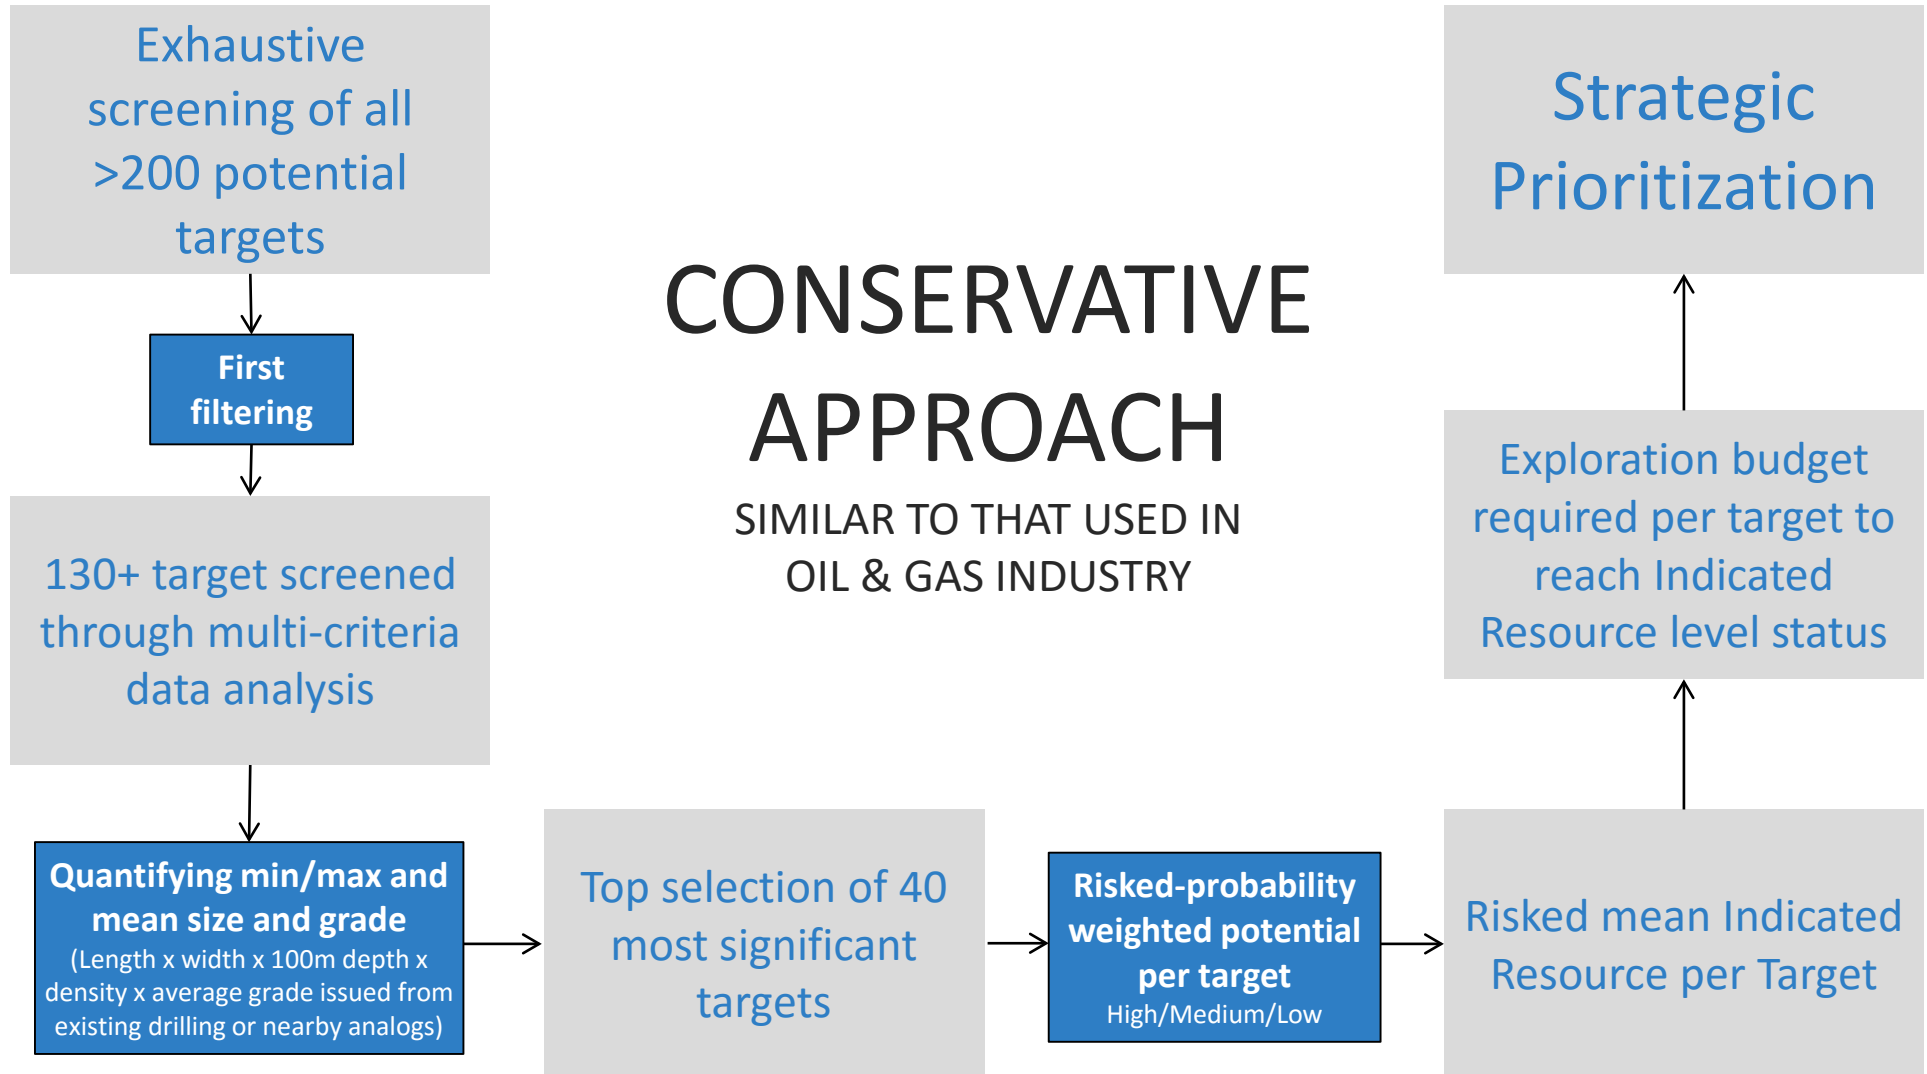 Exhaustive
screening of all
>200 potential
targets
First
filtering
130+ target screened
through multi-criteria
data analysis
Quantifying min/max and
mean size and grade
(Length x width x 100m depth x
density x average grade issued from
existing drilling or nearby analogs)
CONSERVATIVE
APPROACH
SIMILAR TO THAT USED IN
OIL & GAS INDUSTRY
Top selection of 40
most significant
targets
Risked-probability
weighted potential
per target
High/Medium/Low
Risked mean Indicated
Resource per Target
Exploration budget
required per target to
reach Indicated
Resource level status
Strategic
Prioritization